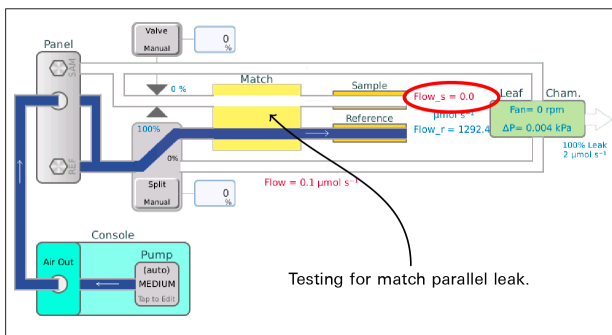 Panel
SAM
REF
Valve
Manual
0
%
0 %
Match
Sample
Flow_s = 0.0
μmol s⁻¹
Reference
Flow_r = 1292.4
Leaf Cham.
Fan= 0 rpm
ΔP= 0.004 kPa
100% Leak
2 μmol s⁻¹
100%
0%
Split
Manual
0
%
Flow = 0.1 μmol s⁻¹
Console
Air Out
Pump
(auto)
MEDIUM
Tap to Edit
Testing for match parallel leak.